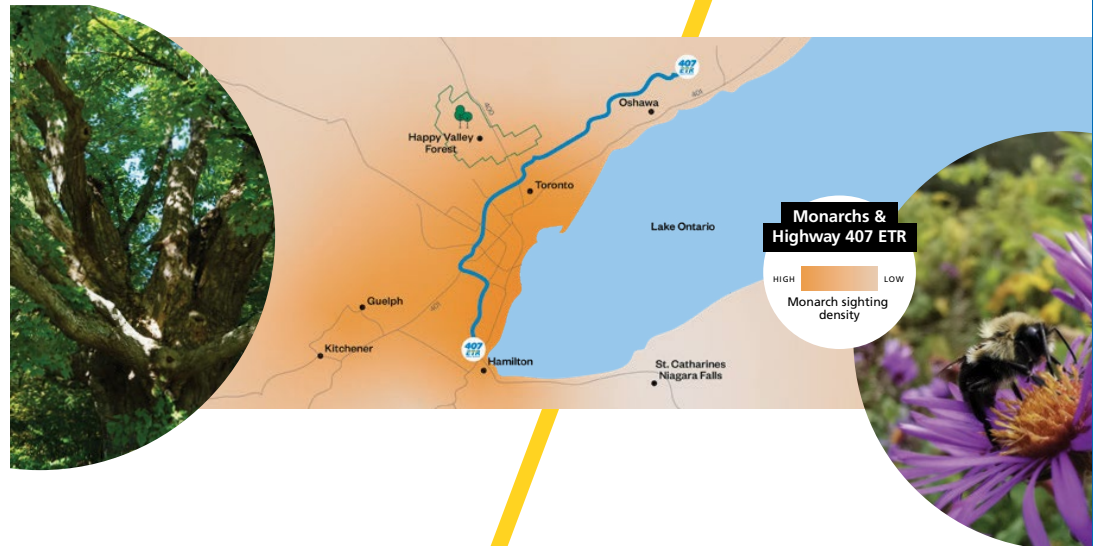 407
ETR
401
Oshawa
400
Happy Valley
Forest
Toronto
Lake Ontario
Monarchs &
Highway 407 ETR
HIGH
LOW
Monarch sighting
density
Guelph
401
Kitchener
407
ETR
Hamilton
St. Catharines
Niagara Falls